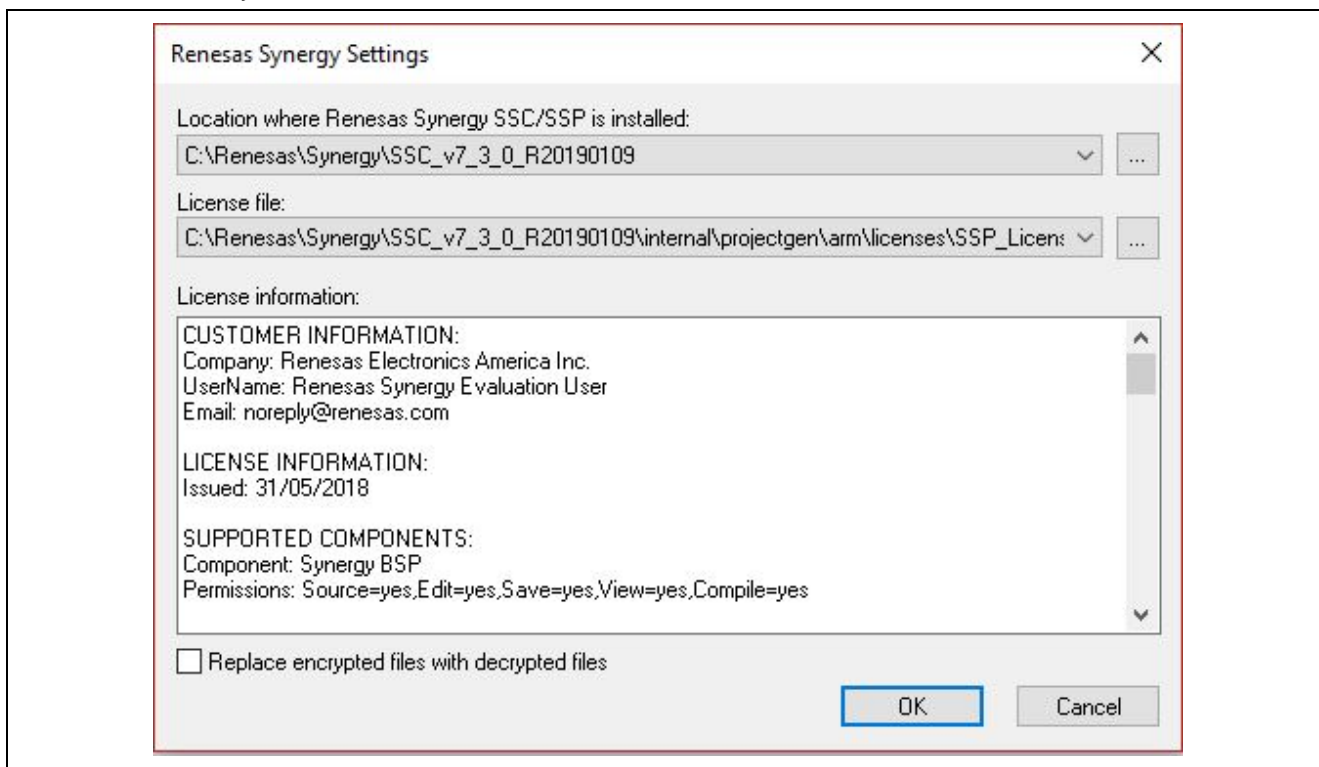 Renesas Synergy Settings
Location where Renesas Synergy SSC/SSP is installed:
C:\Renesas\Synergy\SSC_v7_3_0_R20190109
...
License file:
C:\Renesas\Synergy\SSC_v7_3_0_R20190109\internal\projectgen\arm\licenses\SSP_Licens
...
License information:
CUSTOMER INFORMATION:
Company: Renesas Electronics America Inc.
UserName: Renesas Synergy Evaluation User
Email: noreply@renesas.com
LICENSE INFORMATION:
Issued: 31/05/2018
SUPPORTED COMPONENTS:
Component: Synergy BSP
Permissions: Source=yes,Edit=yes,Save=yes,View=yes,Compile=yes
Replace encrypted files with decrypted files
OK
Cancel